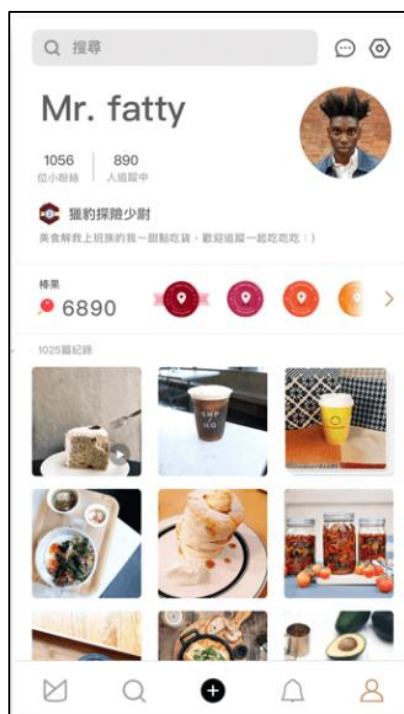 搜尋
Mr. fatty
1056 890
位小粉絲 人追蹤中
獵豹探險少尉
美食解救上班族的我～甜點吃貨，歡迎追蹤一起吃吃吃：）
棒果
6890
1025篇紀錄